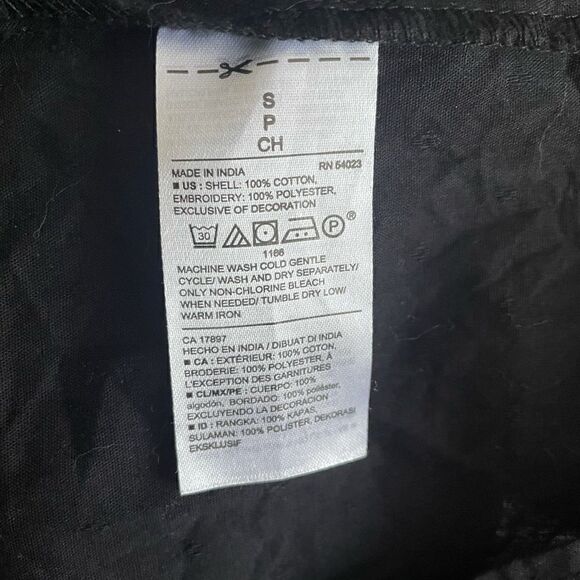 S
P
CH
MADE IN INDIA RN 54023
■ US : SHELL: 100% COTTON,
EMBROIDERY: 100% POLYESTER,
EXCLUSIVE OF DECORATION
30 P ®
1166
MACHINE WASH COLD GENTLE
CYCLE/ WASH AND DRY SEPARATELY/
ONLY NON-CHLORINE BLEACH
WHEN NEEDED/ TUMBLE DRY LOW/
WARM IRON
CA 17897
HECHO EN INDIA / DIBUAT DI INDIA
■ CA : EXTÉRIEUR: 100% COTON,
BRODERIE: 100% POLYESTER, À
L'EXCEPTION DES GARNITURES
■ CL/MX/PE : CUERPO: 100%
algodón, BORDADO: 100% poliéster,
EXCLUYENDO LA DECORACION
■ ID : RANGKA: 100% KAPAS,
SULAMAN: 100% POLISTER, DEKORASI
EKSKLUSIF